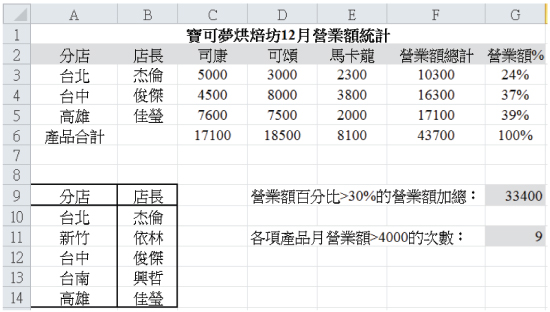 A B C D E F G
1 寶可夢烘焙坊12月營業額統計
2 分店 店長 司康 可頌 馬卡龍 營業額總計 營業額%
3 台北 杰倫 5000 3000 2300 10300 24%
4 台中 俊傑 4500 8000 3800 16300 37%
5 高雄 佳瑩 7600 7500 2000 17100 39%
6 產品合計 17100 18500 8100 43700 100%
7
8
9 分店 店長 營業額百分比>30%的營業額加總： 33400
10 台北 杰倫
11 新竹 依林 各項產品月營業額>4000的次數： 9
12 台中 俊傑
13 台南 興哲
14 高雄 佳瑩